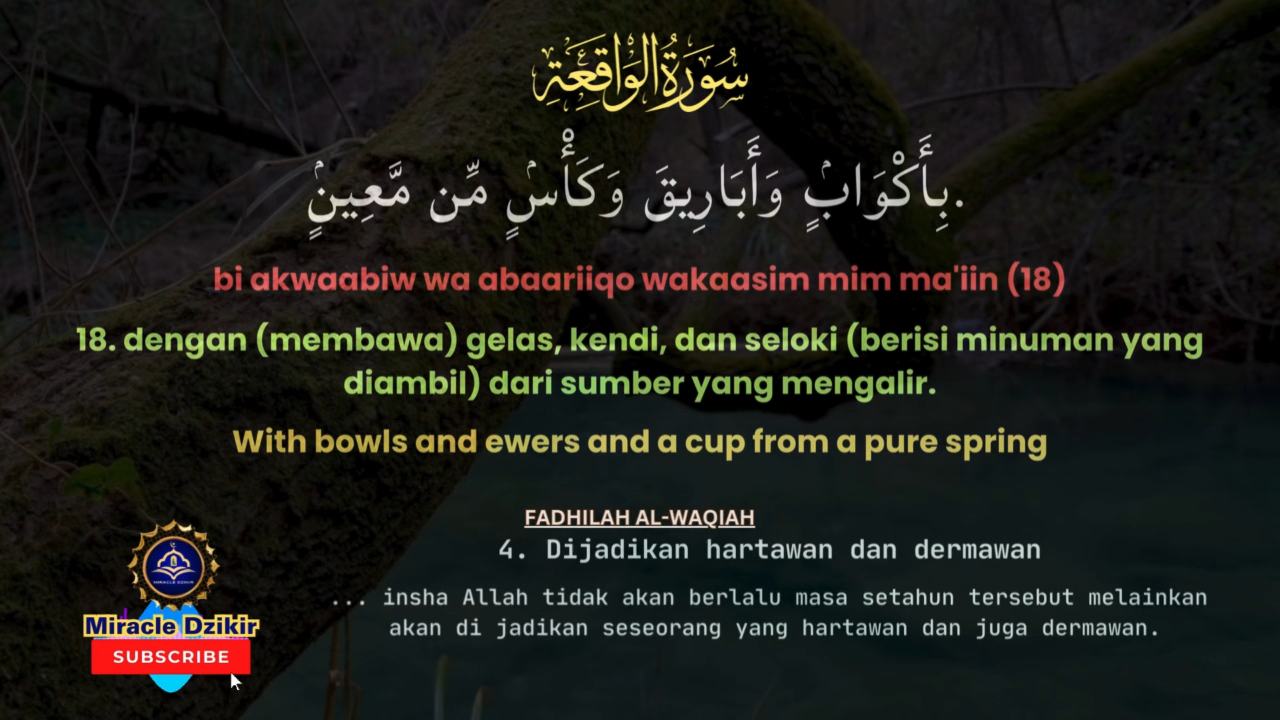 سُورَةُ الوَاقِعَةِ
بِأَكْوَابٍۢ وَأَبَارِيقَ وَكَأْسٍۢ مِّن مَّعِينٍۢ.
bi akwaabiw wa abaariiqo wakaasim mim ma'iin (18)
18. dengan (membawa) gelas, kendi, dan seloki (berisi minuman yang
diambil) dari sumber yang mengalir.
With bowls and ewers and a cup from a pure spring
FADHILAH AL-WAQIAH
4. Dijadikan hartawan dan dermawan
... insha Allah tidak akan berlalu masa setahun tersebut melainkan
akan di jadikan seseorang yang hartawan dan juga dermawan.
MIRACLE DZIKIR
Miracle Dzikir
SUBSCRIBE